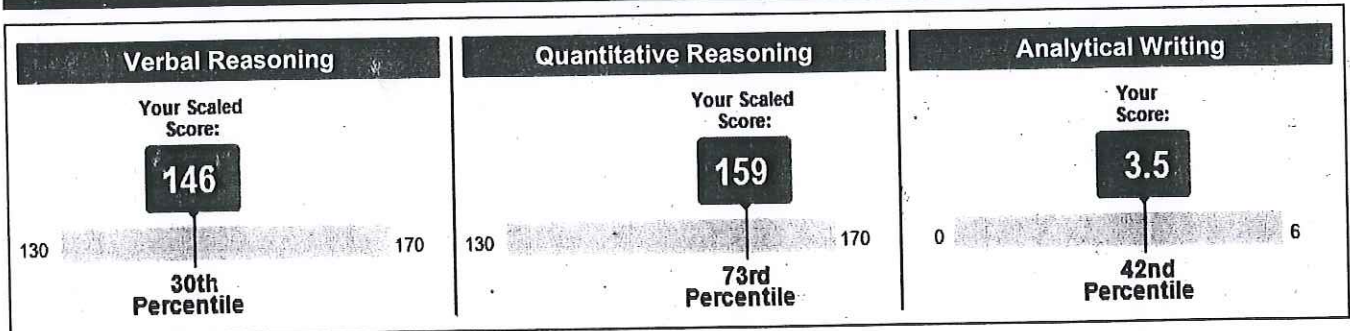 Verbal Reasoning
Your Scaled
Score:
146
130
170
30th
Percentile
Quantitative Reasoning
Your Scaled
Score:
159
130
170
73rd
Percentile
Analytical Writing
Your
Score:
3.5
0
6
42nd
Percentile